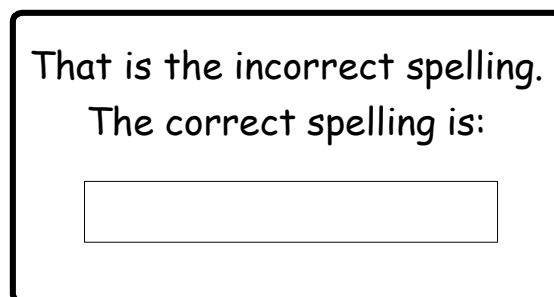 That is the incorrect spelling.
The correct spelling is: